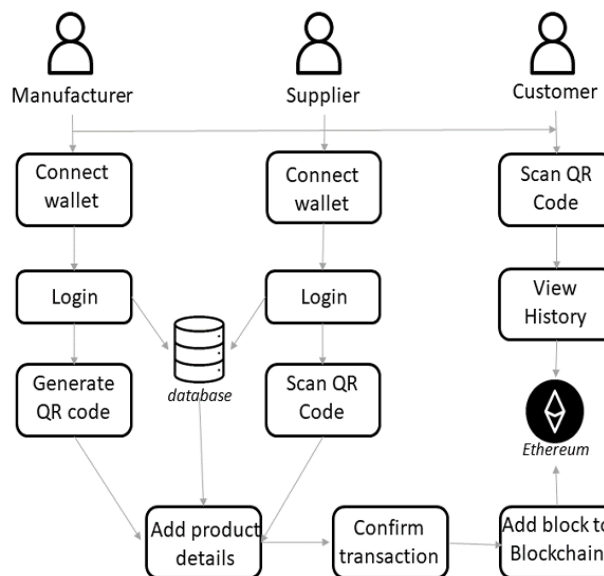 Manufacturer
Supplier
Customer
Connect
wallet
Connect
wallet
Scan QR
Code
Login
Login
View
History
database
Generate
QR code
Scan QR
Code
Ethereum
Add product
details
Confirm
transaction
Add block to
Blockchain